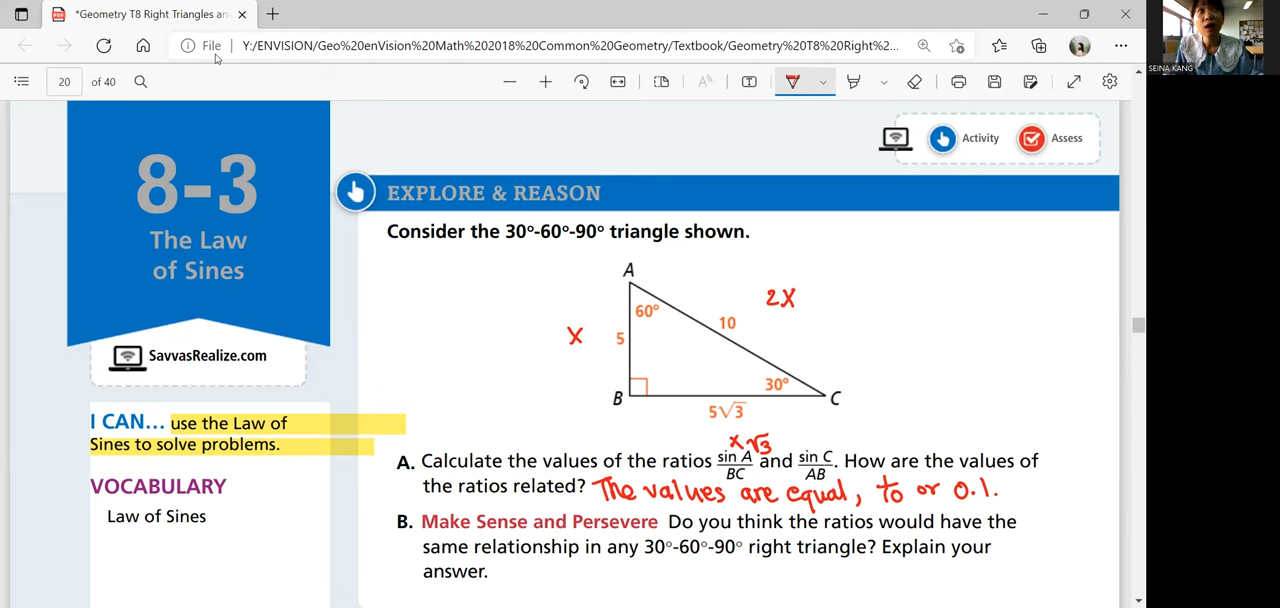 *Geometry T8 Right Triangles an
File
Y:/ENVISION/Geo%20enVision%20Math%202018%20Common%20Geometry/Textbook/Geometry%20T8%20Right%2...
SEINA KANG
20 of 40
8-3
The Law
of Sines
SavvasRealize.com
I CAN... use the Law of
Sines to solve problems.
VOCABULARY
Law of Sines
Activity
Assess
EXPLORE & REASON
Consider the 30°-60°-90° triangle shown.
A
60°
2X
10
X
5
30°
B
C
5√3
x√3
A. Calculate the values of the ratios sin A/BC and sin C/AB. How are the values of
the ratios related? The values are equal, 1/10 or 0.1.
B. Make Sense and Persevere Do you think the ratios would have the
same relationship in any 30°-60°-90° right triangle? Explain your
answer.